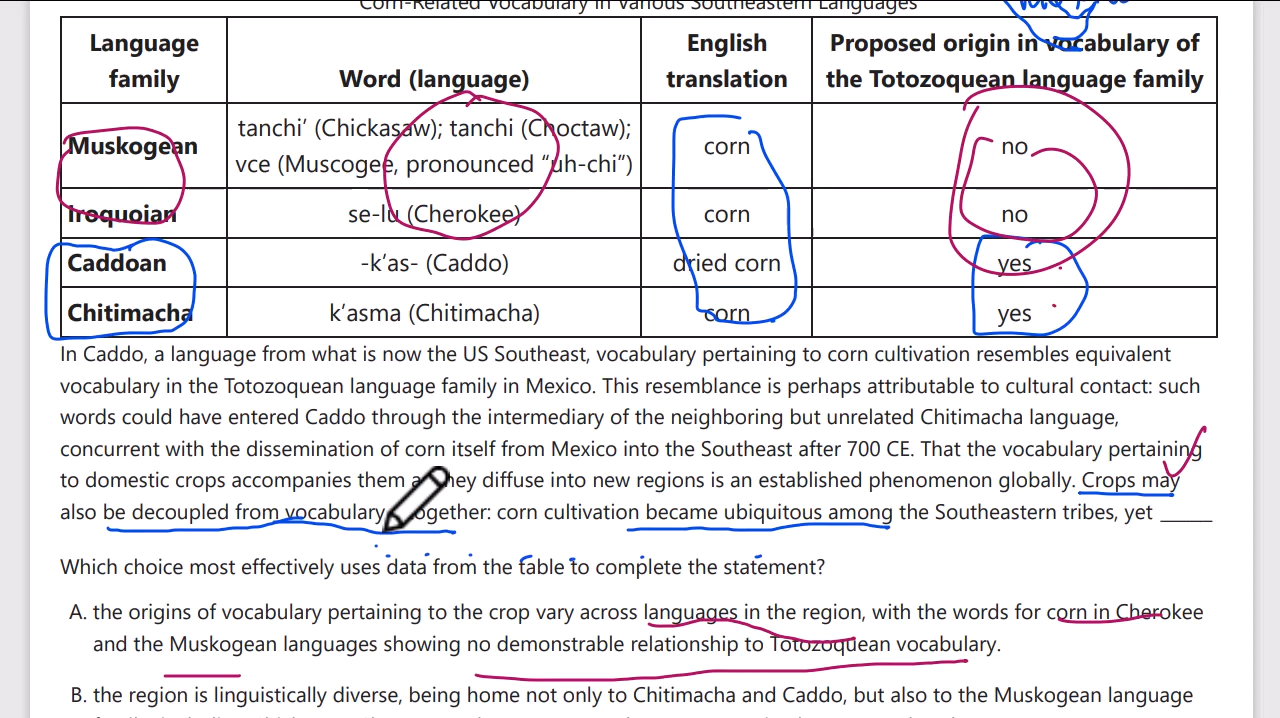 Corn-Related Vocabulary in Various Southeastern Languages
Language family
Word (language)
English translation
Proposed origin in vocabulary of the Totozoquean language family
Muskogean
tanchi’ (Chickasaw); tanchi (Choctaw);
vce (Muscogee, pronounced “uh-chi”)
corn
no
Iroquoian
se-lu (Cherokee)
corn
no
Caddoan
-k’as- (Caddo)
dried corn
yes
Chitimacha
k’asma (Chitimacha)
corn
yes
In Caddo, a language from what is now the US Southeast, vocabulary pertaining to corn cultivation resembles equivalent
vocabulary in the Totozoquean language family in Mexico. This resemblance is perhaps attributable to cultural contact: such
words could have entered Caddo through the intermediary of the neighboring but unrelated Chitimacha language,
concurrent with the dissemination of corn itself from Mexico into the Southeast after 700 CE. That the vocabulary pertaining
to domestic crops accompanies them as they diffuse into new regions is an established phenomenon globally. Crops may
also be decoupled from vocabulary together: corn cultivation became ubiquitous among the Southeastern tribes, yet _____
Which choice most effectively uses data from the table to complete the statement?
A. the origins of vocabulary pertaining to the crop vary across languages in the region, with the words for corn in Cherokee
and the Muskogean languages showing no demonstrable relationship to Totozoquean vocabulary.
B. the region is linguistically diverse, being home not only to Chitimacha and Caddo, but also to the Muskogean language